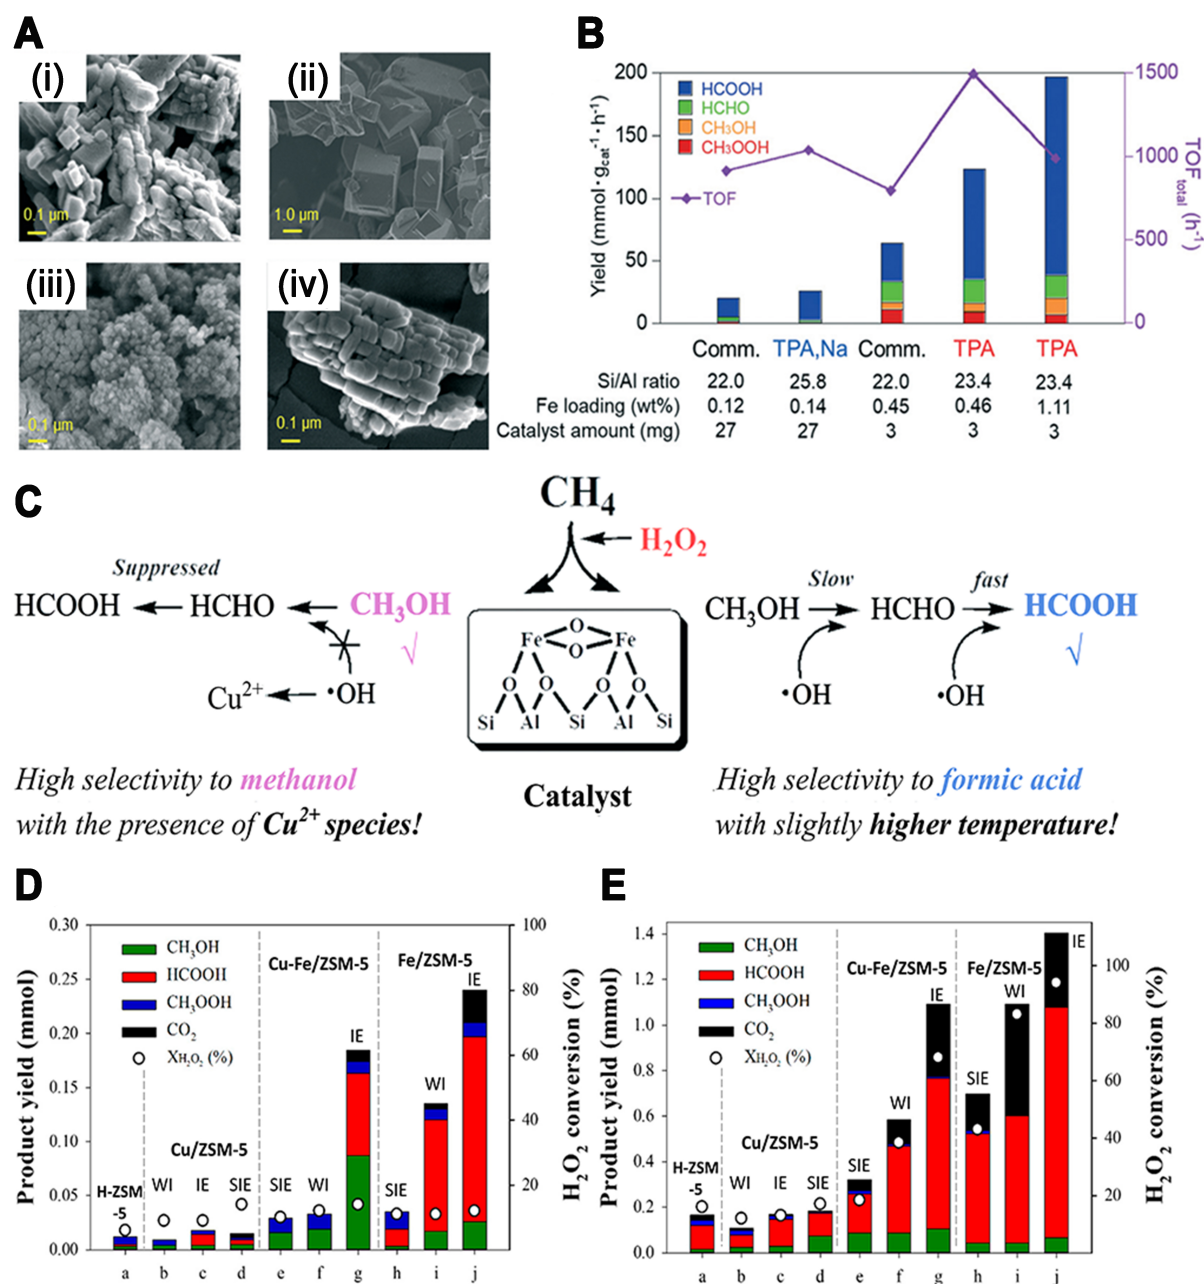 A
(i)
(ii)
0.1 µm
1.0 µm
(iii)
(iv)
0.1 µm
0.1 µm
B
Yield (mmol·gcat⁻¹·h⁻¹)
200
150
100
50
0
HCOOH
HCHO
CH₃OH
CH₃OOH
TOF
1500
1000
500
0
TOFtotal (h⁻¹)
Comm. TPA,Na Comm. TPA TPA
Si/Al ratio 22.0 25.8 22.0 23.4 23.4
Fe loading (wt%) 0.12 0.14 0.45 0.46 1.11
Catalyst amount (mg) 27 27 3 3 3
C
CH₄
H₂O₂
Suppressed
HCOOH HCHO CH₃OH
√
Cu²⁺ ·OH
Fe O O Fe
O O O O
Si Al Si Al Si
Catalyst
Slow fast
CH₃OH HCHO HCOOH
√
·OH ·OH
High selectivity to methanol
with the presence of Cu²⁺ species!
High selectivity to formic acid
with slightly higher temperature!
D
Product yield (mmol)
0.30
0.25
0.20
0.15
0.10
0.05
0.00
CH₃OH
HCOOH
CH₃OOH
CO₂
XH₂O₂ (%)
Cu-Fe/ZSM-5
Fe/ZSM-5
Cu/ZSM-5
H-ZSM
-5
WI IE SIE SIE WI IE SIE WI IE
a b c d e f g h i j
100
80
60
40
20
H₂O₂ conversion (%)
E
Product yield (mmol)
1.4
1.2
1.0
0.8
0.6
0.4
0.2
0.0
CH₃OH
HCOOH
CH₃OOH
CO₂
XH₂O₂ (%)
Cu-Fe/ZSM-5
Fe/ZSM-5
Cu/ZSM-5
H-ZSM
-5
WI IE SIE SIE WI IE SIE WI IE
a b c d e f g h i j
100
80
60
40
20
H₂O₂ conversion (%)